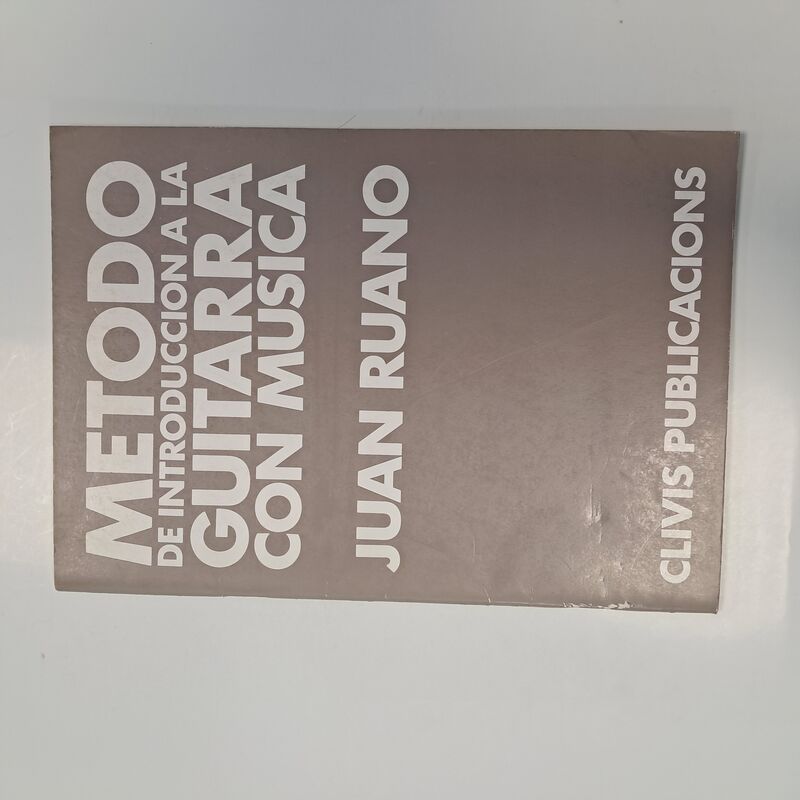 METODO
DE INTRODUCCION A LA
GUITARRA
CON MUSICA
JUAN RUANO
CLIVIS PUBLICACIONS